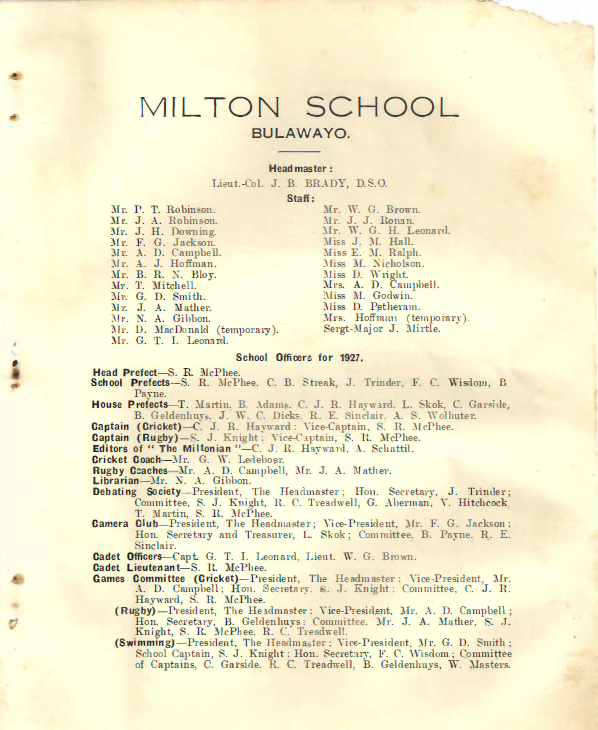 MILTON SCHOOL
BULAWAYO.
Headmaster:
Lieut.-Col. J. B. BRADY, D.S.O.
Staff:
Mr. P. T. Robinson.
Mr. J. A. Robinson.
Mr. J. H. Downing.
Mr. F. G. Jackson.
Mr. A. D. Campbell.
Mr. A. J. Hoffman.
Mr. B. R. N. Bloy.
Mr. T. Mitchell.
Mr. G. D. Smith.
Mr. J. A. Mather.
Mr. N. A. Gibbon.
Mr. D. MacDonald (temporary).
Mr. G. T. I. Leonard.
Mr. W. G. Brown.
Mr. J. J. Ronan.
Mr. W. G. H. Leonard.
Miss J. M. Hall.
Miss E. M. Ralph.
Miss M. Nicholson.
Miss D. Wright.
Mrs. A. D. Campbell.
Miss M. Godwin.
Miss D. Petheram.
Mrs. Hoffman (temporary).
Sergt-Major J. Mirtle.
School Officers for 1927.
Head Prefect—S. R. McPhee.
School Prefects—S. R. McPhee, C. B. Streak, J. Trinder, F. C. Wisdom, B
Payne.
House Prefects—T. Martin, B. Adams, C. J. R. Hayward, L. Skok, C. Garside,
B. Geldenhuys, J. W. C. Dicks, R. E. Sinclair, A. S. Wolhuter.
Captain (Cricket)—C. J. R. Hayward; Vice-Captain, S. R. McPhee.
Captain (Rugby)—S. J. Knight; Vice-Captain, S. R. McPhee.
Editors of "The Miltonian"—C. J. R. Hayward, A. Schattil.
Cricket Coach—Mr. G. W. Ledeboer.
Rugby Coaches—Mr. A. D. Campbell, Mr. J. A. Mather.
Librarian—Mr. N. A. Gibbon.
Debating Society—President, The Headmaster; Hon. Secretary, J. Trinder;
Committee, S. J. Knight, R. C. Treadwell, G. Aberman, V. Hitchcock,
T. Martin, S. R. McPhee.
Camera Club—President, The Headmaster; Vice-President, Mr. F. G. Jackson;
Hon. Secretary and Treasurer, L. Skok; Committee, B. Payne, R. E.
Sinclair.
Cadet Officers—Capt. G. T. I. Leonard, Lieut. W. G. Brown.
Cadet Lieutenant—S. R. McPhee.
Games Committee (Cricket)—President, The Headmaster; Vice-President, Mr.
A. D. Campbell; Hon. Secretary, S. J. Knight; Committee, C. J. R.
Hayward, S. R. McPhee.
(Rugby)—President, The Headmaster; Vice-President, Mr. A. D. Campbell;
Hon. Secretary, B. Geldenhuys; Committee, Mr. J. A. Mather, S. J.
Knight, S. R. McPhee, R. C. Treadwell.
(Swimming)—President, The Headmaster; Vice-President, Mr. G. D. Smith;
School Captain, S. J. Knight; Hon. Secretary, F. C. Wisdom; Committee
of Captains, C. Garside, R. C. Treadwell, B. Geldenhuys, W. Masters.